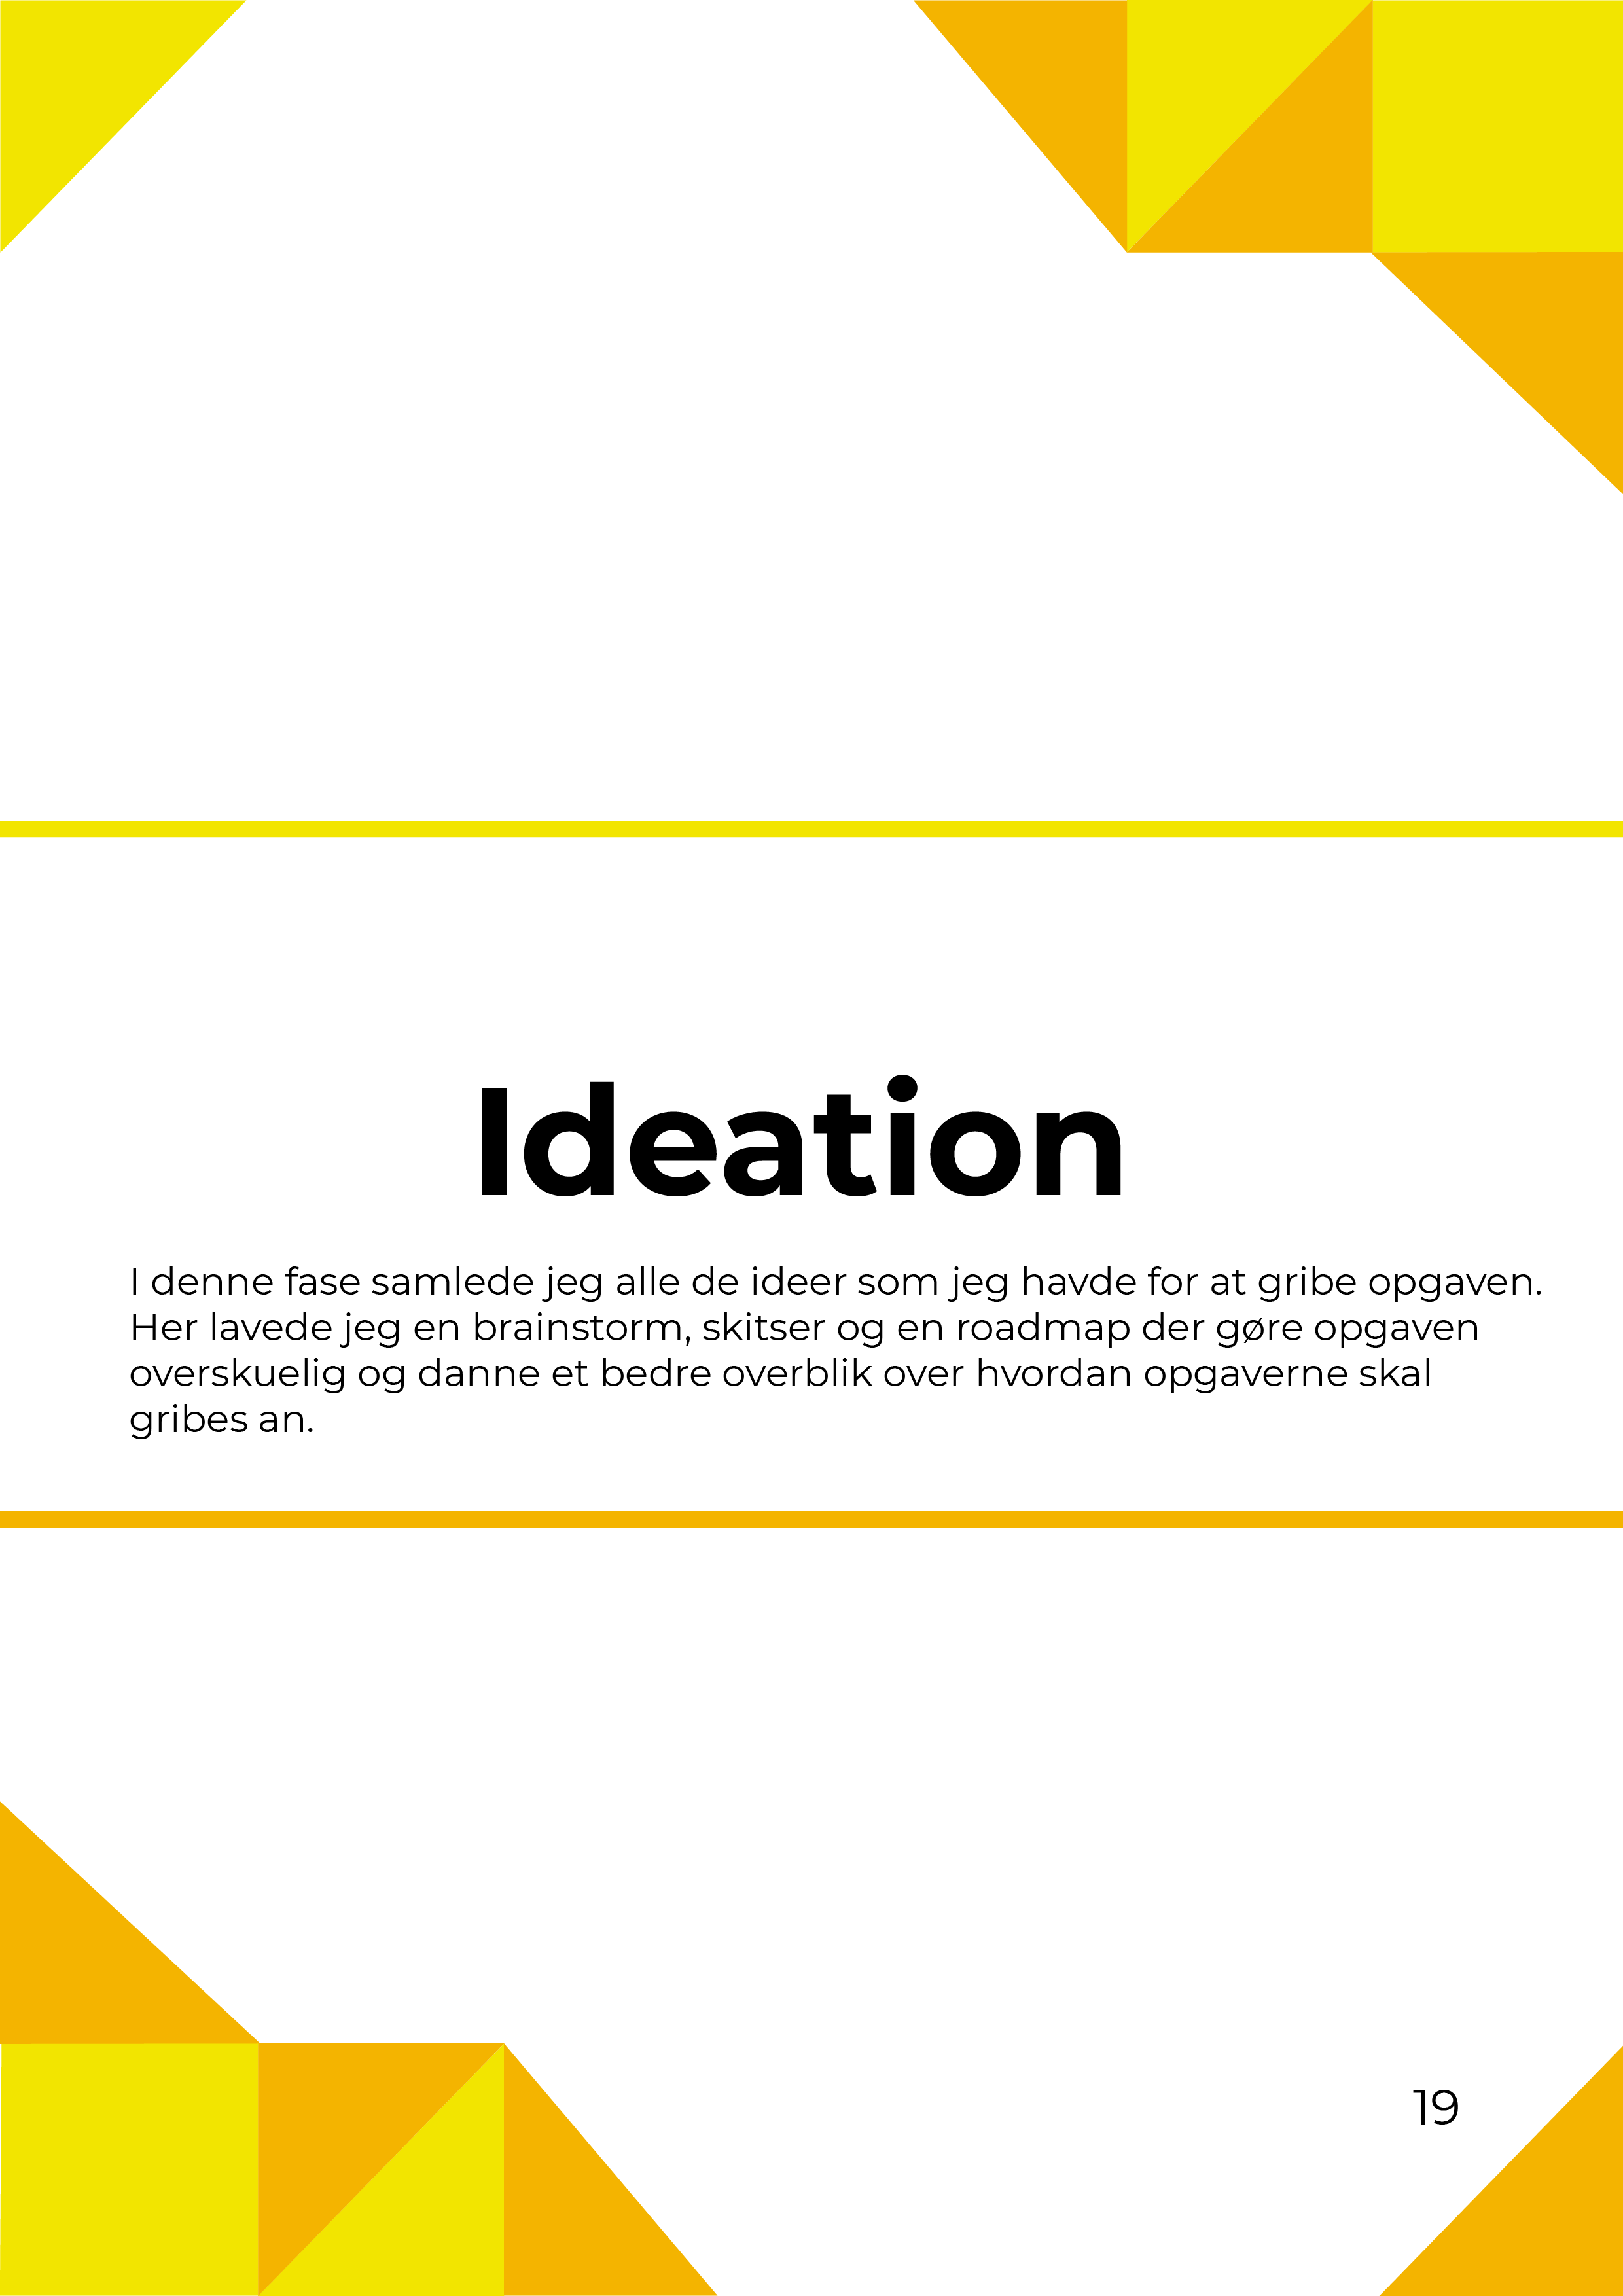 Ideation
I denne fase samlede jeg alle de ideer som jeg havde for at gribe opgaven.
Her lavede jeg en brainstorm, skitser og en roadmap der gøre opgaven
overskuelig og danne et bedre overblik over hvordan opgaverne skal
gribes an.
19